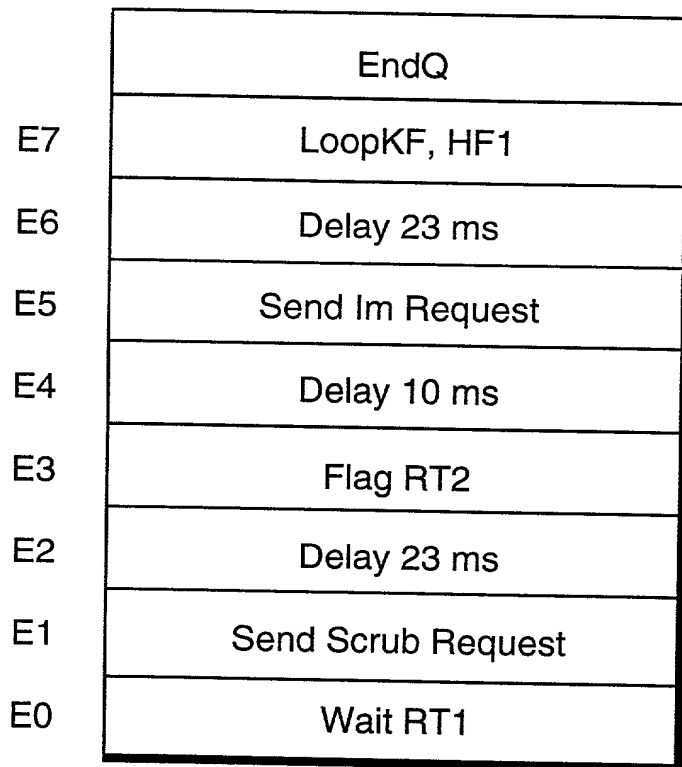 EndQ
E7 LoopKF, HF1
E6 Delay 23 ms
E5 Send Im Request
E4 Delay 10 ms
E3 Flag RT2
E2 Delay 23 ms
E1 Send Scrub Request
E0 Wait RT1